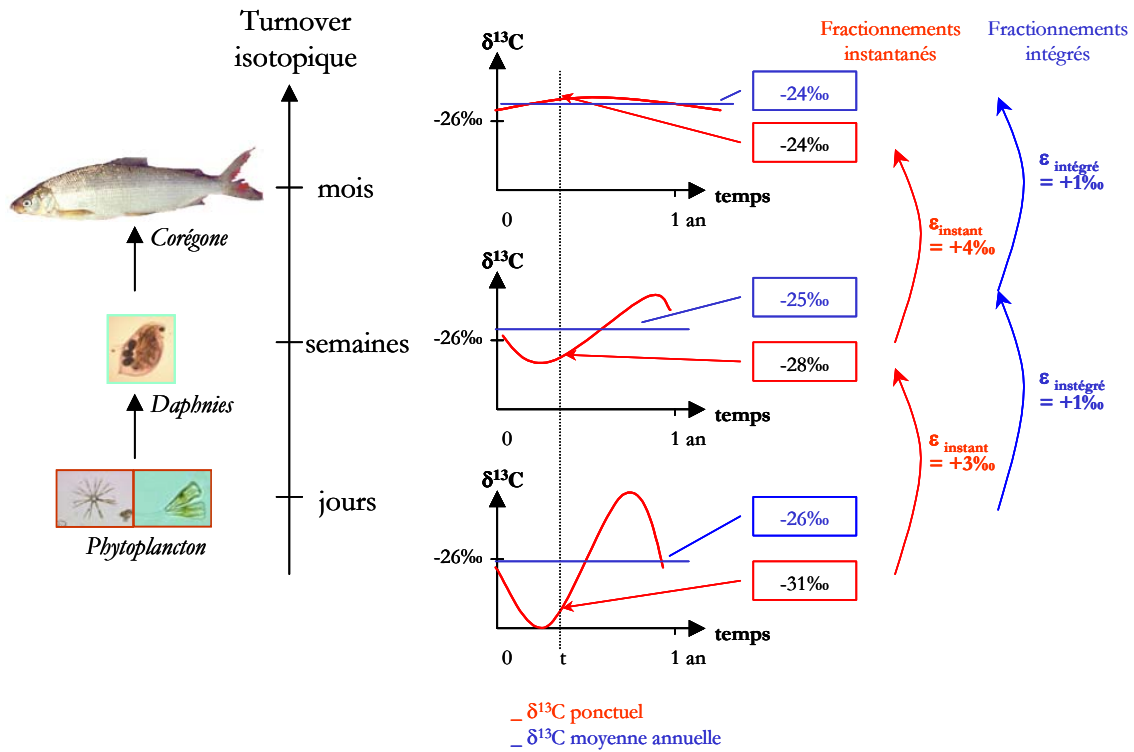 Turnover
isotopique
mois
semaines
jours
Corégone
Daphnies
Phytoplancton
δ¹³C
-26‰
-24‰
-24‰
temps
0
1 an
δ¹³C
-26‰
-25‰
-28‰
temps
0
1 an
δ¹³C
-26‰
-26‰
-31‰
temps
0
t
1 an
Fractionnements
instantanés
Fractionnements
intégrés
ε instant
= +4‰
ε instant
= +3‰
ε intégré
= +1‰
ε instégré
= +1‰
_ δ¹³C ponctuel
_ δ¹³C moyenne annuelle